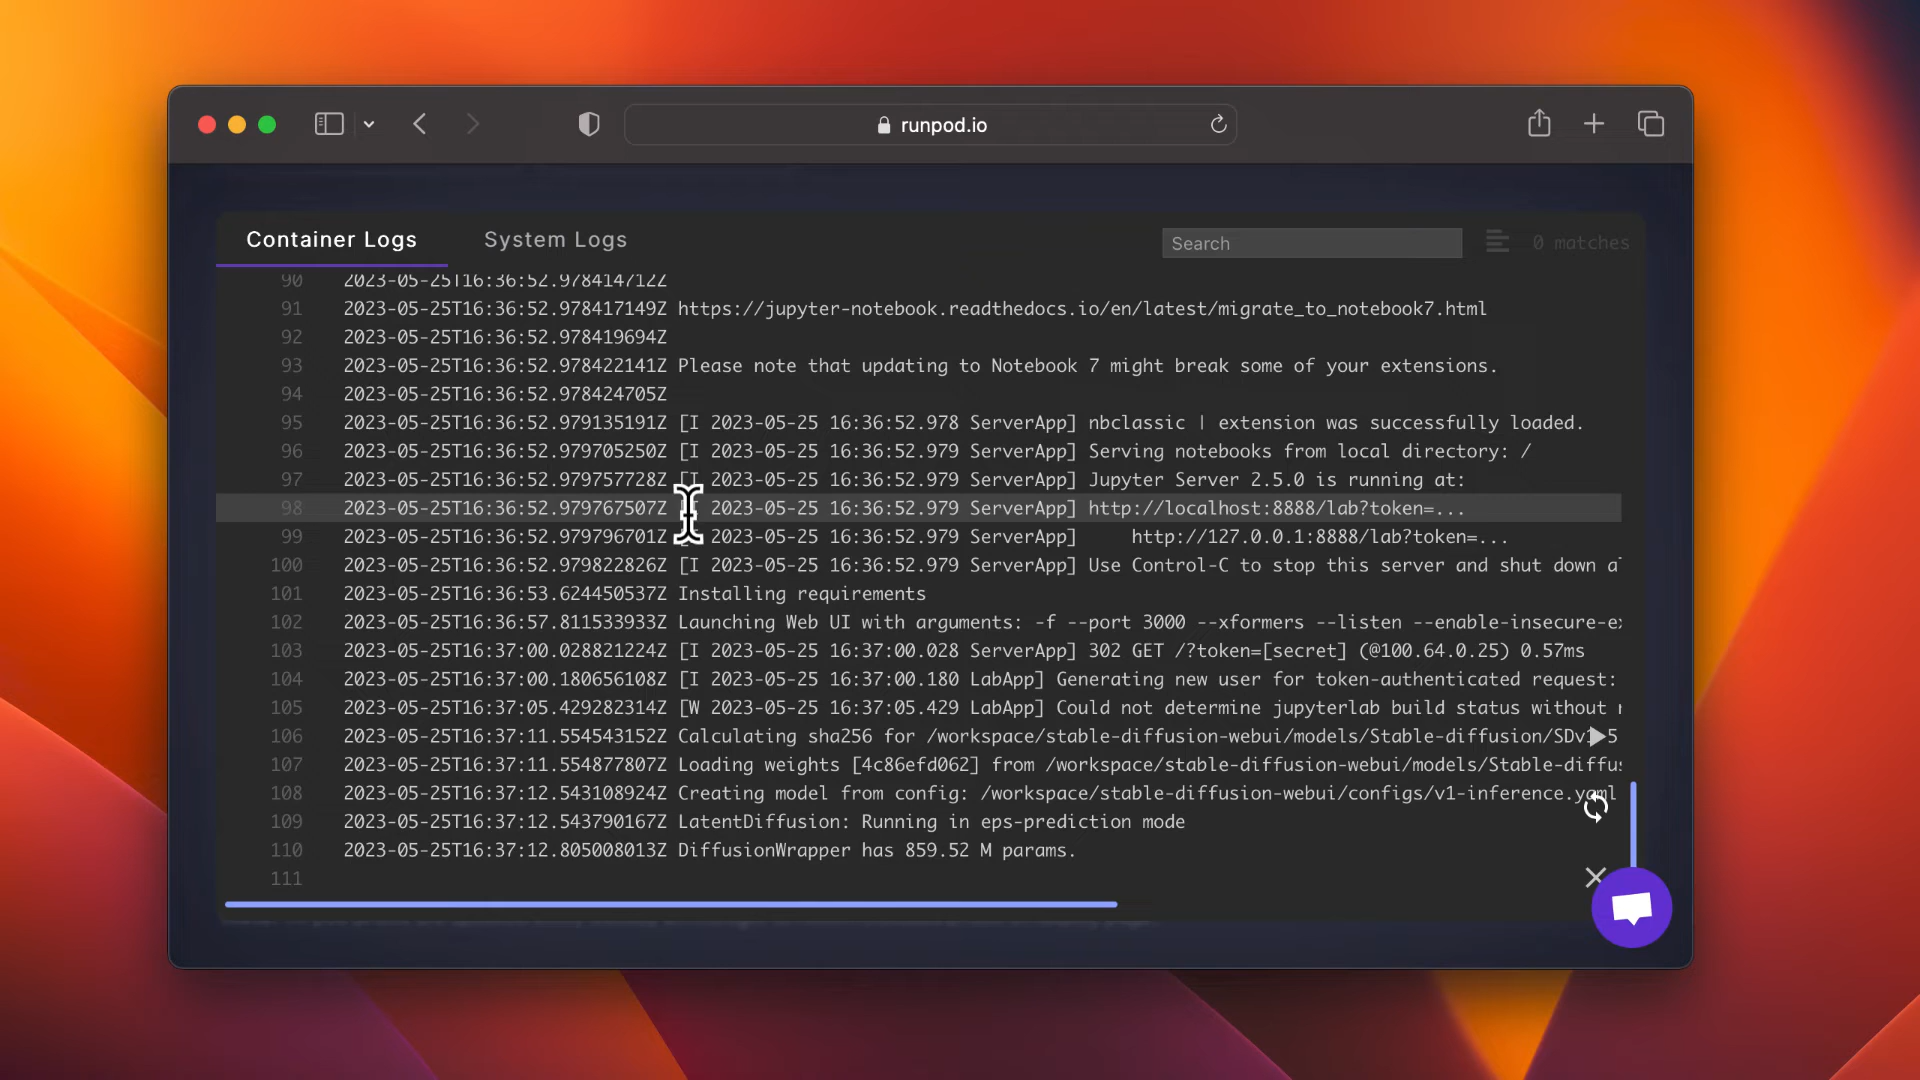 runpod.io
Container Logs System Logs Search 0 matches
90 2023-05-25T16:36:52.978414712Z
91 2023-05-25T16:36:52.978417149Z https://jupyter-notebook.readthedocs.io/en/latest/migrate_to_notebook7.html
92 2023-05-25T16:36:52.978419694Z
93 2023-05-25T16:36:52.978422141Z Please note that updating to Notebook 7 might break some of your extensions.
94 2023-05-25T16:36:52.978424705Z
95 2023-05-25T16:36:52.979135191Z [I 2023-05-25 16:36:52.978 ServerApp] nbclassic | extension was successfully loaded.
96 2023-05-25T16:36:52.979705250Z [I 2023-05-25 16:36:52.979 ServerApp] Serving notebooks from local directory: /
97 2023-05-25T16:36:52.979757728Z [I 2023-05-25 16:36:52.979 ServerApp] Jupyter Server 2.5.0 is running at:
98 2023-05-25T16:36:52.979767507Z 2023-05-25 16:36:52.979 ServerApp] http://localhost:8888/lab?token=...
99 2023-05-25T16:36:52.979796701Z 2023-05-25 16:36:52.979 ServerApp] http://127.0.0.1:8888/lab?token=...
100 2023-05-25T16:36:52.979822826Z [I 2023-05-25 16:36:52.979 ServerApp] Use Control-C to stop this server and shut down
101 2023-05-25T16:36:53.624450537Z Installing requirements
102 2023-05-25T16:36:57.811533933Z Launching Web UI with arguments: -f --port 3000 --xformers --listen --enable-insecure-e
103 2023-05-25T16:37:00.028821224Z [I 2023-05-25 16:37:00.028 ServerApp] 302 GET /?token=[secret] (@100.64.0.25) 0.57ms
104 2023-05-25T16:37:00.180656108Z [I 2023-05-25 16:37:00.180 LabApp] Generating new user for token-authenticated request:
105 2023-05-25T16:37:05.429282314Z [W 2023-05-25 16:37:05.429 LabApp] Could not determine jupyterlab build status without
106 2023-05-25T16:37:11.554543152Z Calculating sha256 for /workspace/stable-diffusion-webui/models/Stable-diffusion/SDv
107 2023-05-25T16:37:11.554877807Z Loading weights [4c86efd062] from /workspace/stable-diffusion-webui/models/Stable-diffu
108 2023-05-25T16:37:12.543108924Z Creating model from config: /workspace/stable-diffusion-webui/configs/v1-inference.yaml
109 2023-05-25T16:37:12.543790167Z LatentDiffusion: Running in eps-prediction mode
110 2023-05-25T16:37:12.805008013Z DiffusionWrapper has 859.52 M params.
111